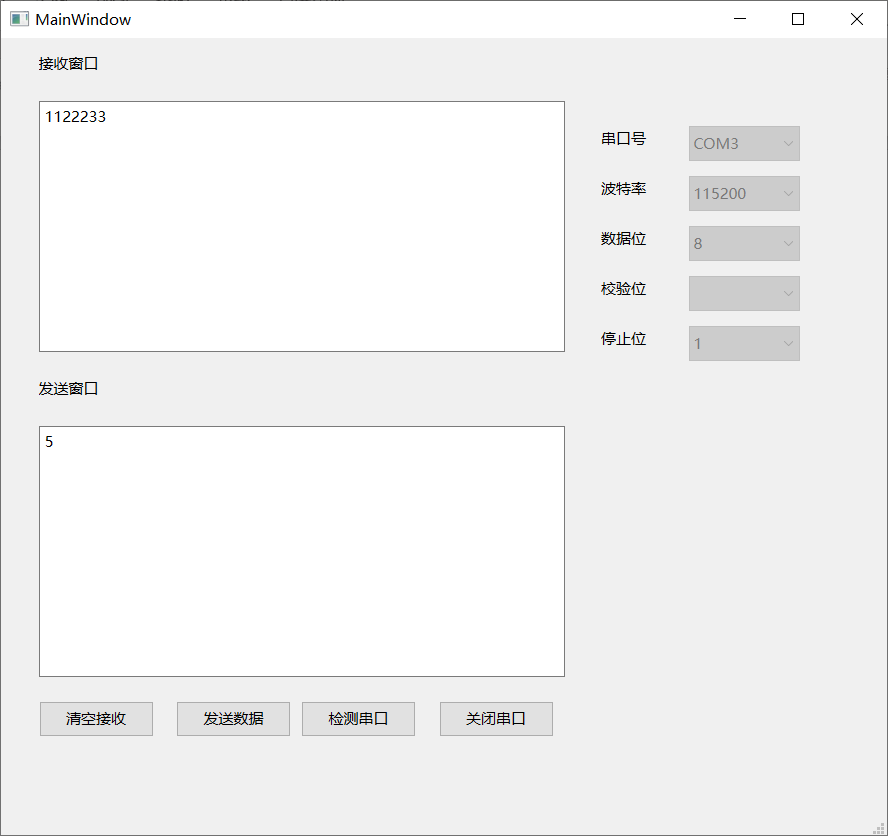 MainWindow
接收窗口
1122233
串口号 COM3
波特率 115200
数据位 8
校验位
停止位 1
发送窗口
5
清空接收 发送数据 检测串口 关闭串口